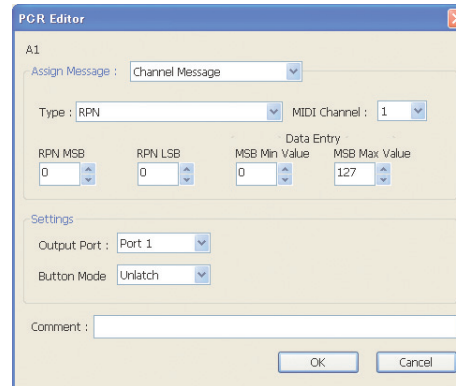 PCR Editor
A1
Assign Message : Channel Message
Type : RPN MIDI Channel : 1
Data Entry
RPN MSB RPN LSB MSB Min Value MSB Max Value
0 0 0 127
Settings
Output Port : Port 1
Button Mode Unlatch
Comment :
OK Cancel